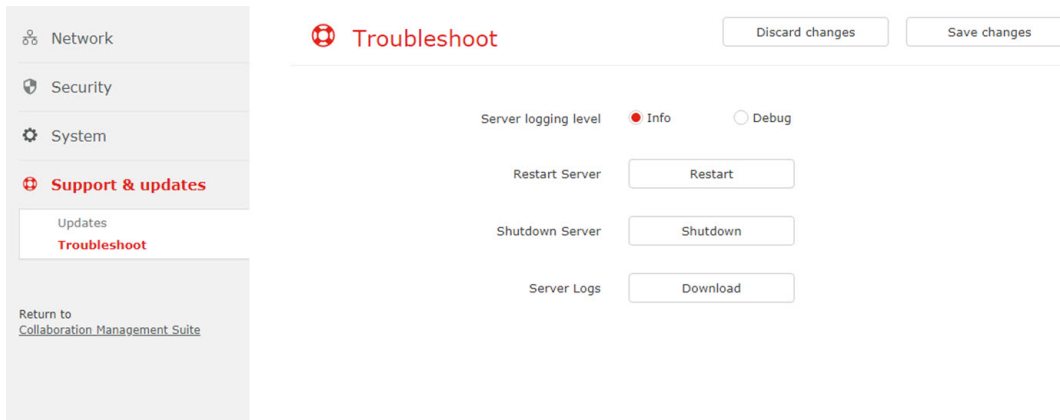 Network
Security
System
Support & updates
Updates
Troubleshoot
Return to
Collaboration Management Suite
Troubleshoot
Discard changes
Save changes
Server logging level
Info
Debug
Restart Server
Restart
Shutdown Server
Shutdown
Server Logs
Download